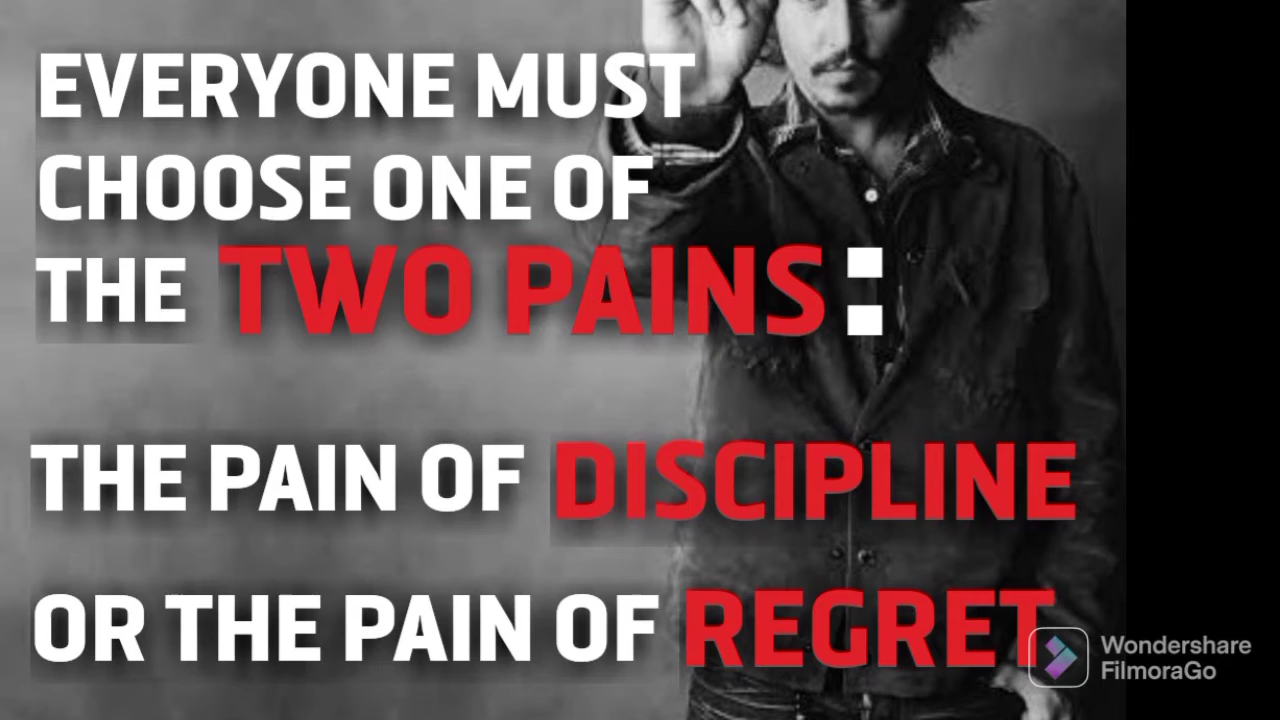 EVERYONE MUST
CHOOSE ONE OF
THE TWO PAINS:
THE PAIN OF DISCIPLINE
OR THE PAIN OF REGRET
Wondershare
FilmoraGo